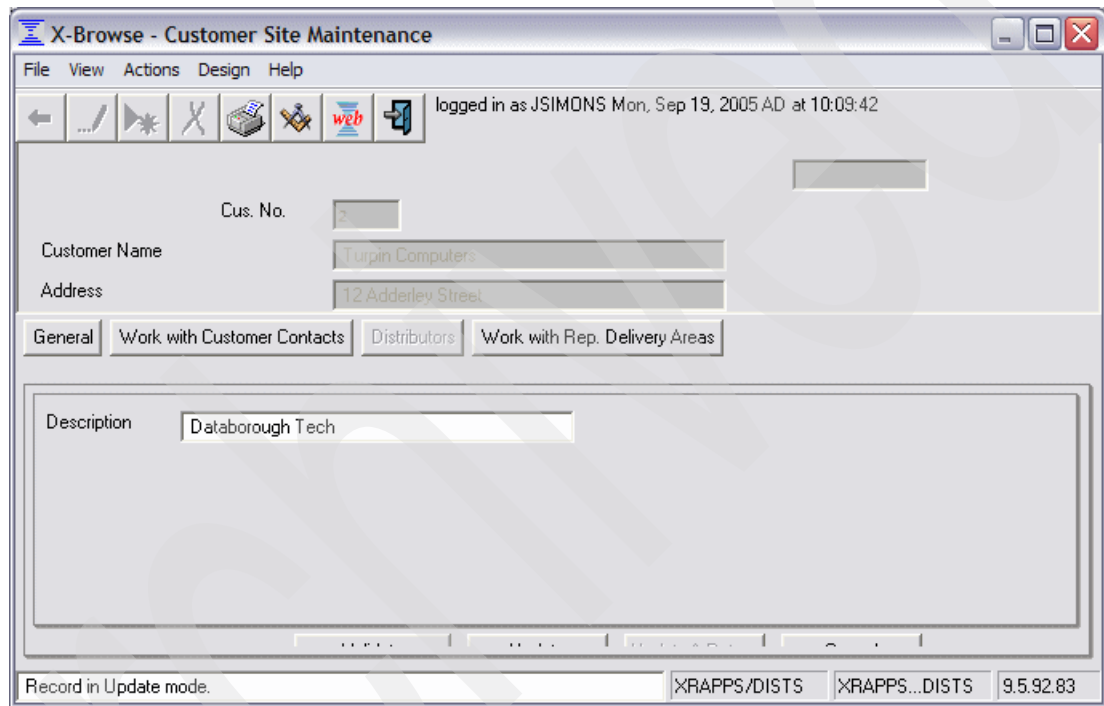 X-Browse - Customer Site Maintenance
File View Actions Design Help
web
logged in as JSIMONS Mon, Sep 19, 2005 AD at 10:09:42
Cus. No. 2
Customer Name Turpin Computers
Address 12 Adderley Street
General Work with Customer Contacts Distributors Work with Rep. Delivery Areas
Description Databorough Tech
Record in Update mode. XRAPPS/DISTS XRAPPS...DISTS 9.5.92.83